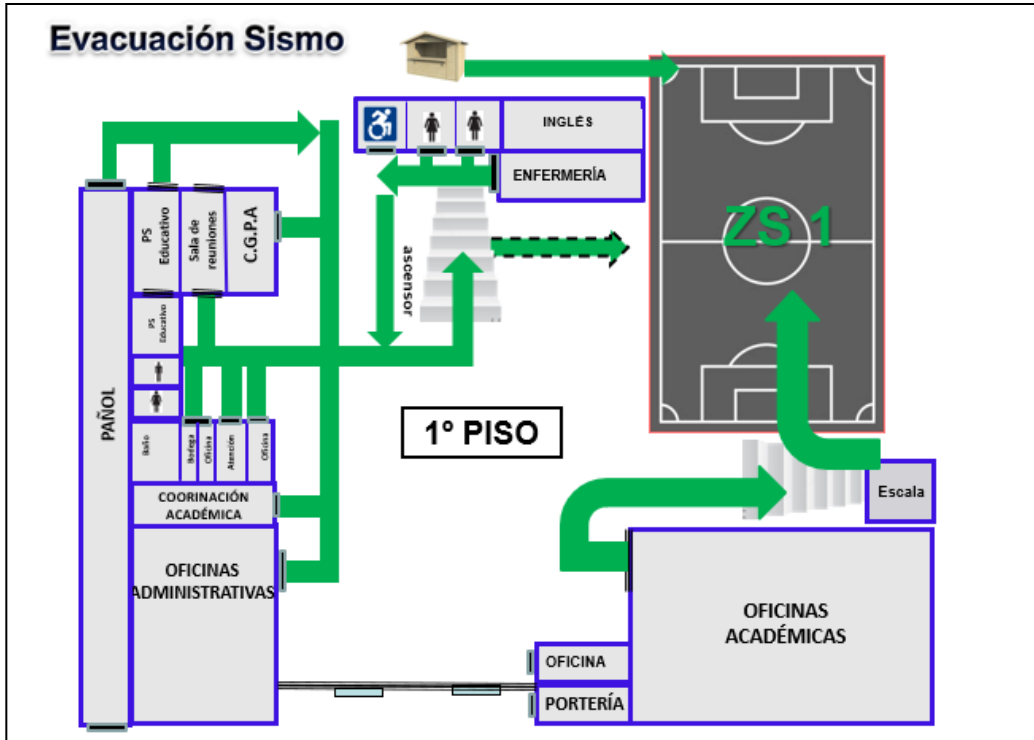 Evacuación Sismo
INGLÉS
ENFERMERÍA
PS
Educativo
Sala de
reuniones
C.G.P.A
ascensor
ZS 1
PS
Educativo
PAÑOL
1° PISO
Baño
Bodega
Oficina
Atención
Oficina
COORINACIÓN
ACADÉMICA
Escala
OFICINAS
ADMINISTRATIVAS
OFICINAS
ACADÉMICAS
OFICINA
PORTERÍA